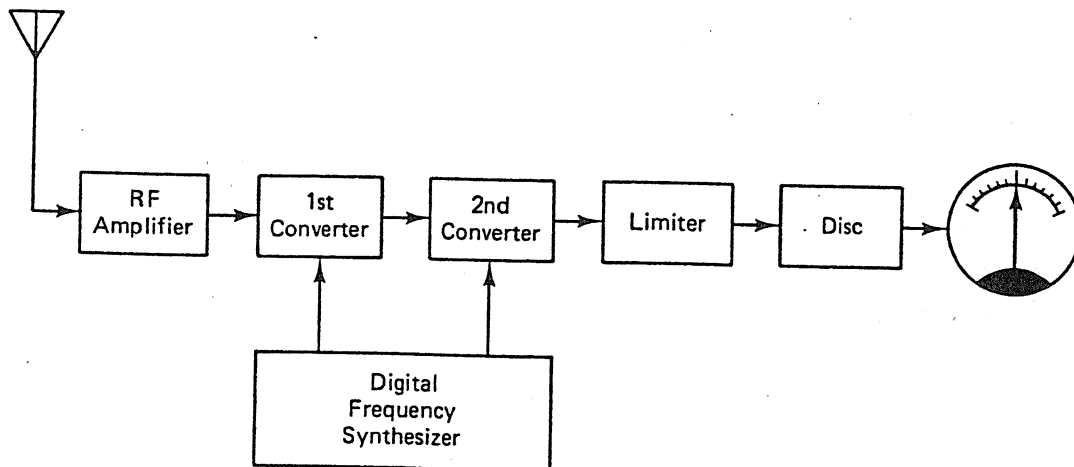 RF
Amplifier
1st
Converter
2nd
Converter
Limiter
Disc
Digital
Frequency
Synthesizer